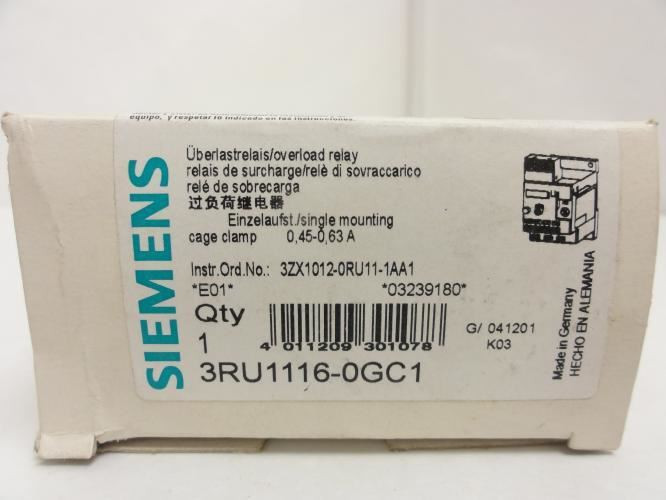 equipo, y respetar lo indicado en las instrucciones
SIEMENS
Überlastrelais/overload relay
relais de surcharge/relè di sovraccarico
relé de sobrecarga
过负荷继电器
Einzelaufst./single mounting
cage clamp 0,45-0,63 A
Instr.Ord.No.: 3ZX1012-0RU11-1AA1
*E01* *03239180*
Qty
1
4 011209 301078
G/ 041201
K03
3RU1116-0GC1
Made in Germany
HECHO EN ALEMANIA